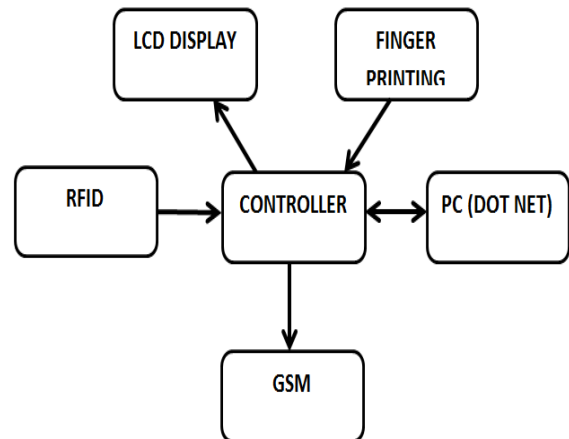 LCD DISPLAY
FINGER
PRINTING
RFID
CONTROLLER
PC (DOT NET)
GSM